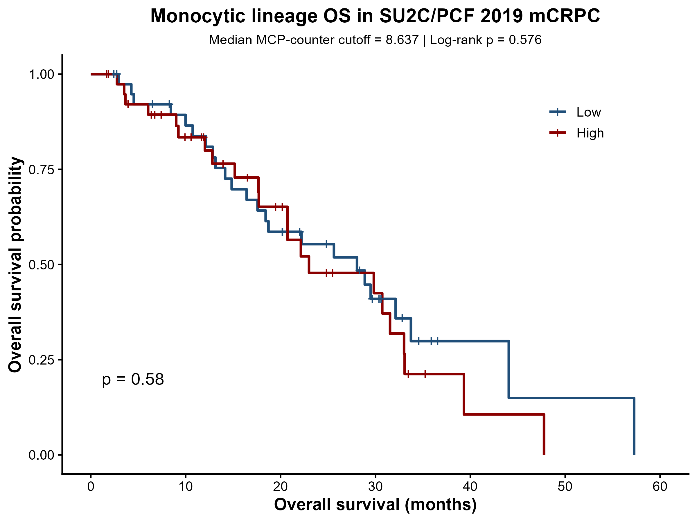 Monocytic lineage OS in SU2C/PCF 2019 mCRPC
Median MCP-counter cutoff = 8.637 | Log-rank p = 0.576
Overall survival probability
1.00
0.75
0.50
0.25
0.00
Low
High
p = 0.58
0 10 20 30 40 50 60
Overall survival (months)